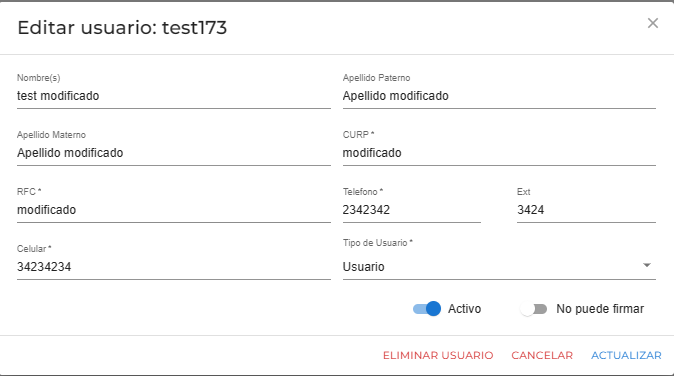 Editar usuario: test173
Nombre(s) Apellido Paterno
test modificado Apellido modificado
Apellido Materno CURP *
Apellido modificado modificado
RFC * Telefono * Ext
modificado 2342342 3424
Celular * Tipo de Usuario *
34234234 Usuario
Activo No puede firmar
ELIMINAR USUARIO CANCELAR ACTUALIZAR